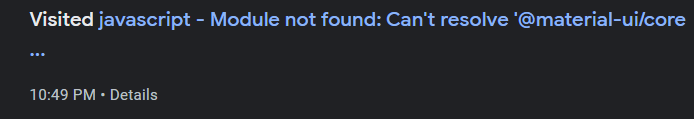 Visited javascript - Module not found: Can't resolve '@material-ui/core
...
10:49 PM • Details